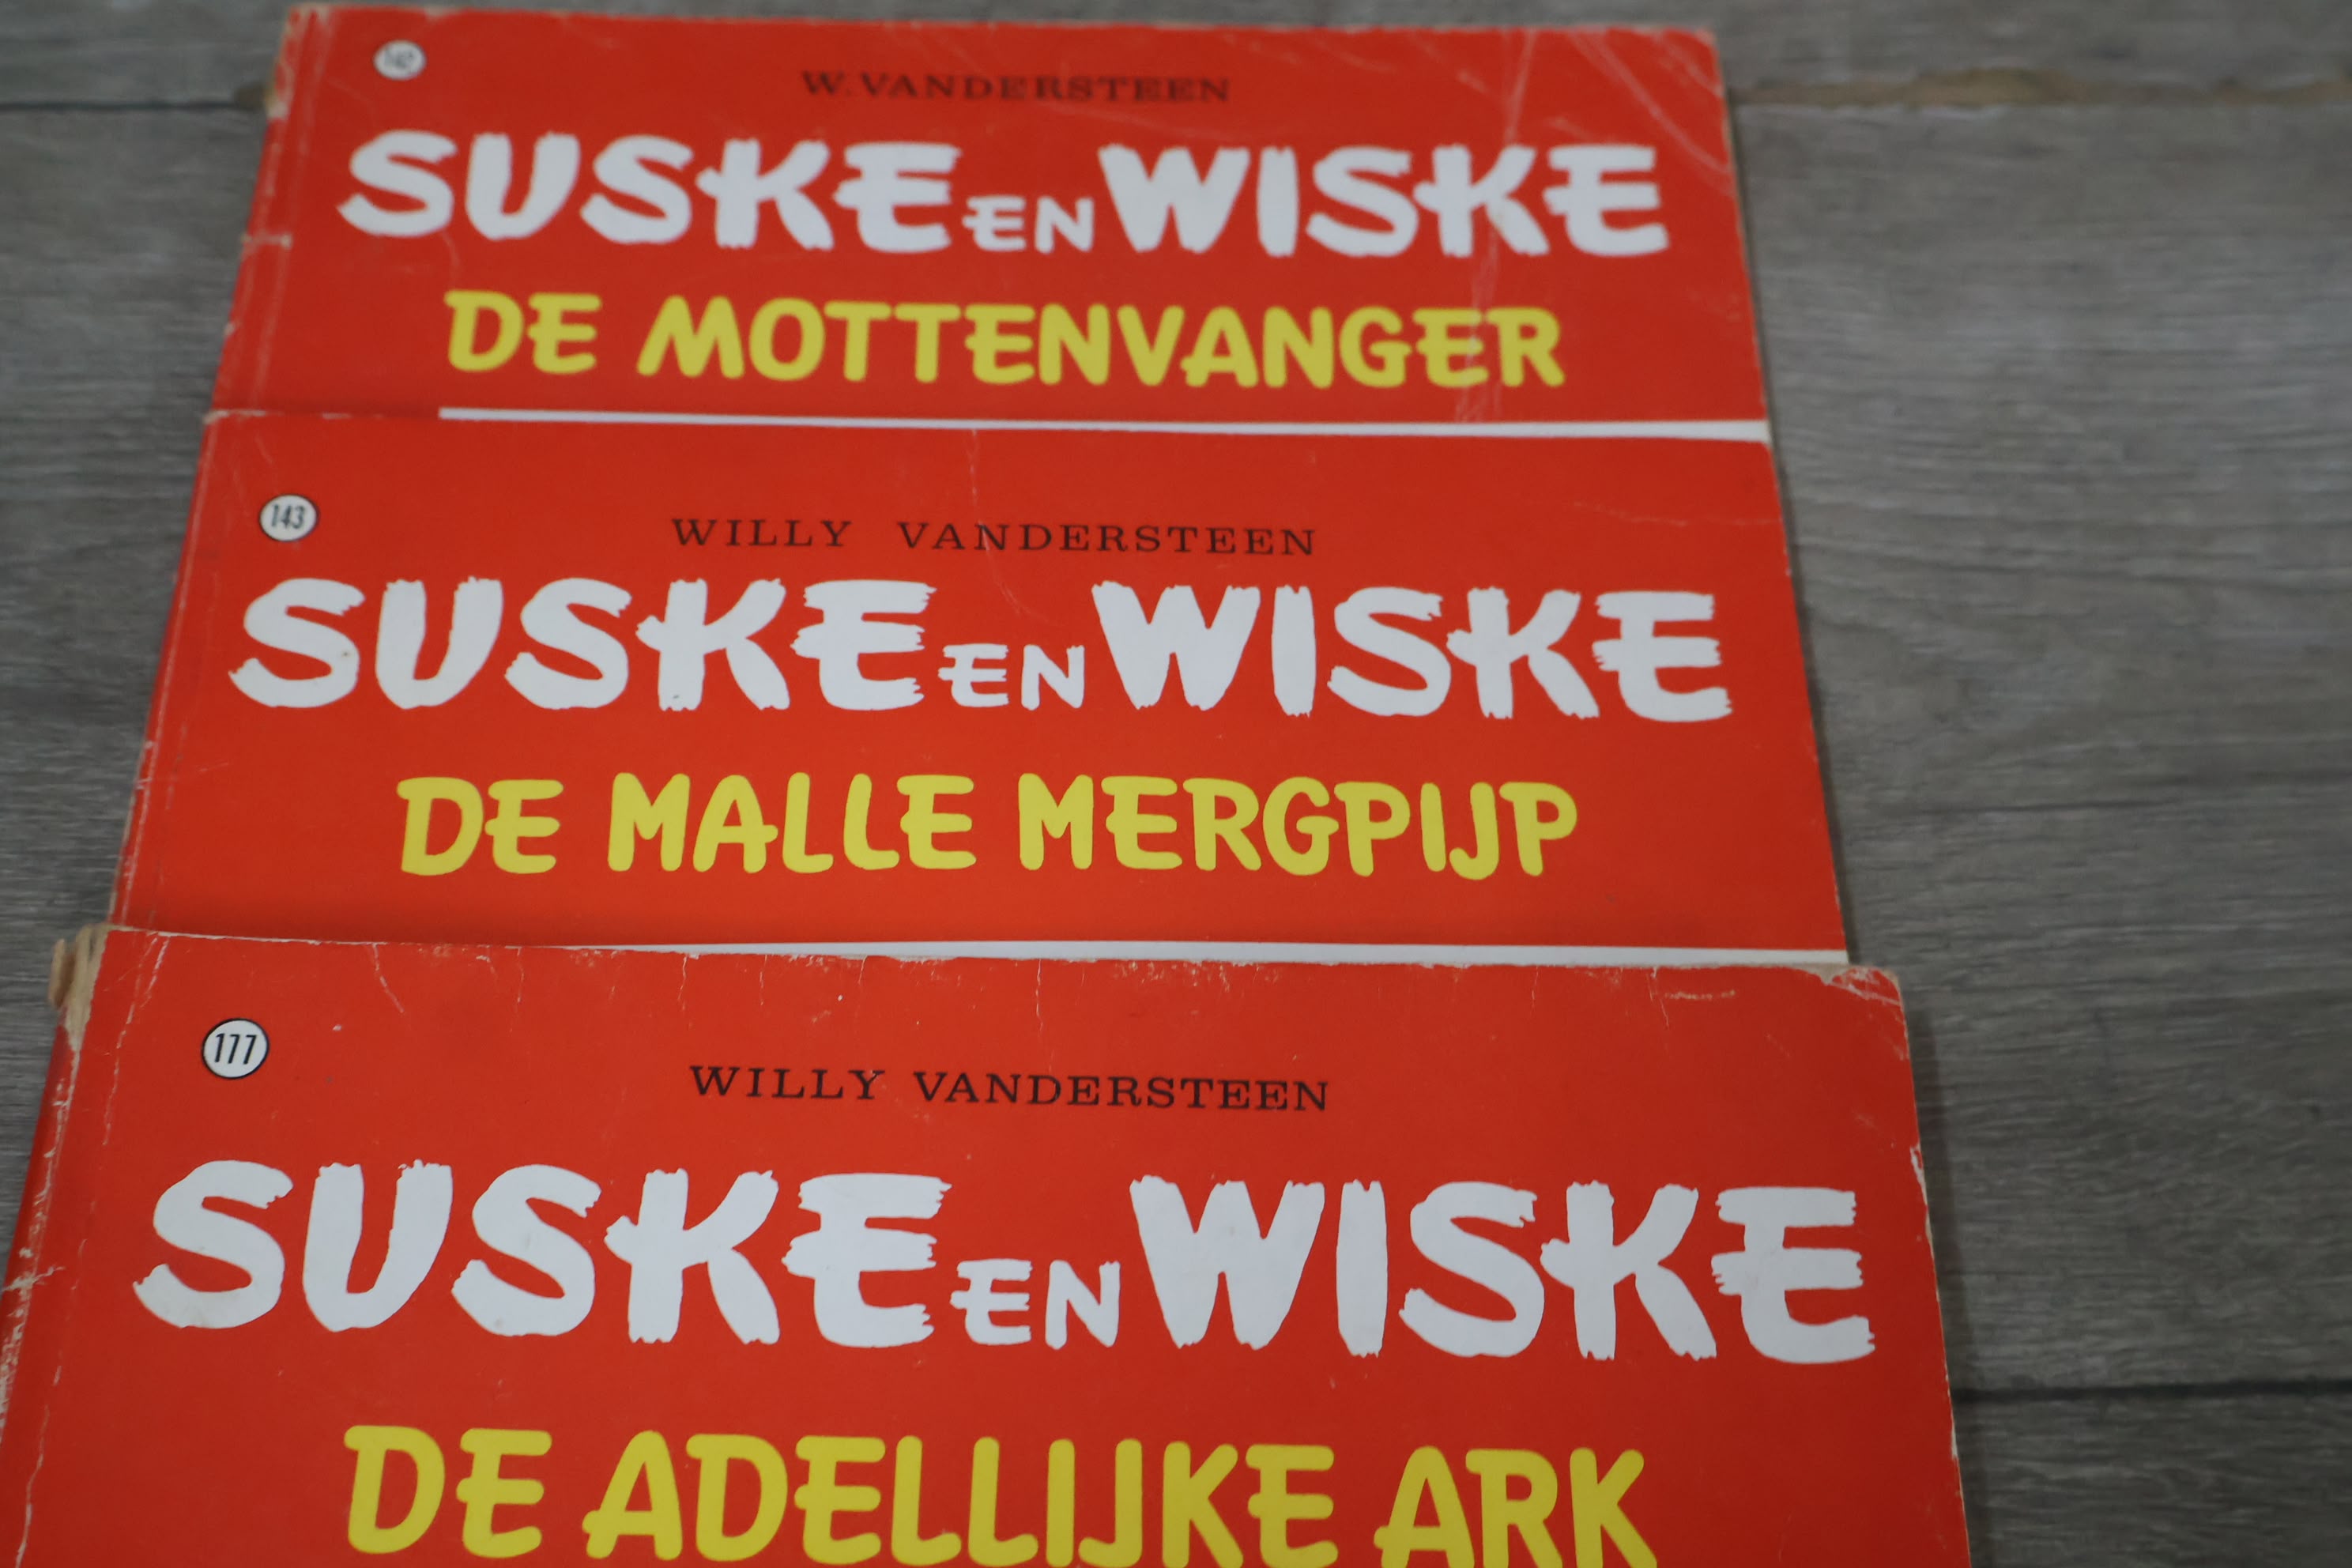 142
W. VANDERSTEEN
SUSKE EN WISKE
DE MOTTENVANGER
143
WILLY VANDERSTEEN
SUSKE EN WISKE
DE MALLE MERGPIJP
177
WILLY VANDERSTEEN
SUSKE EN WISKE
DE ADELLIJKE ARK